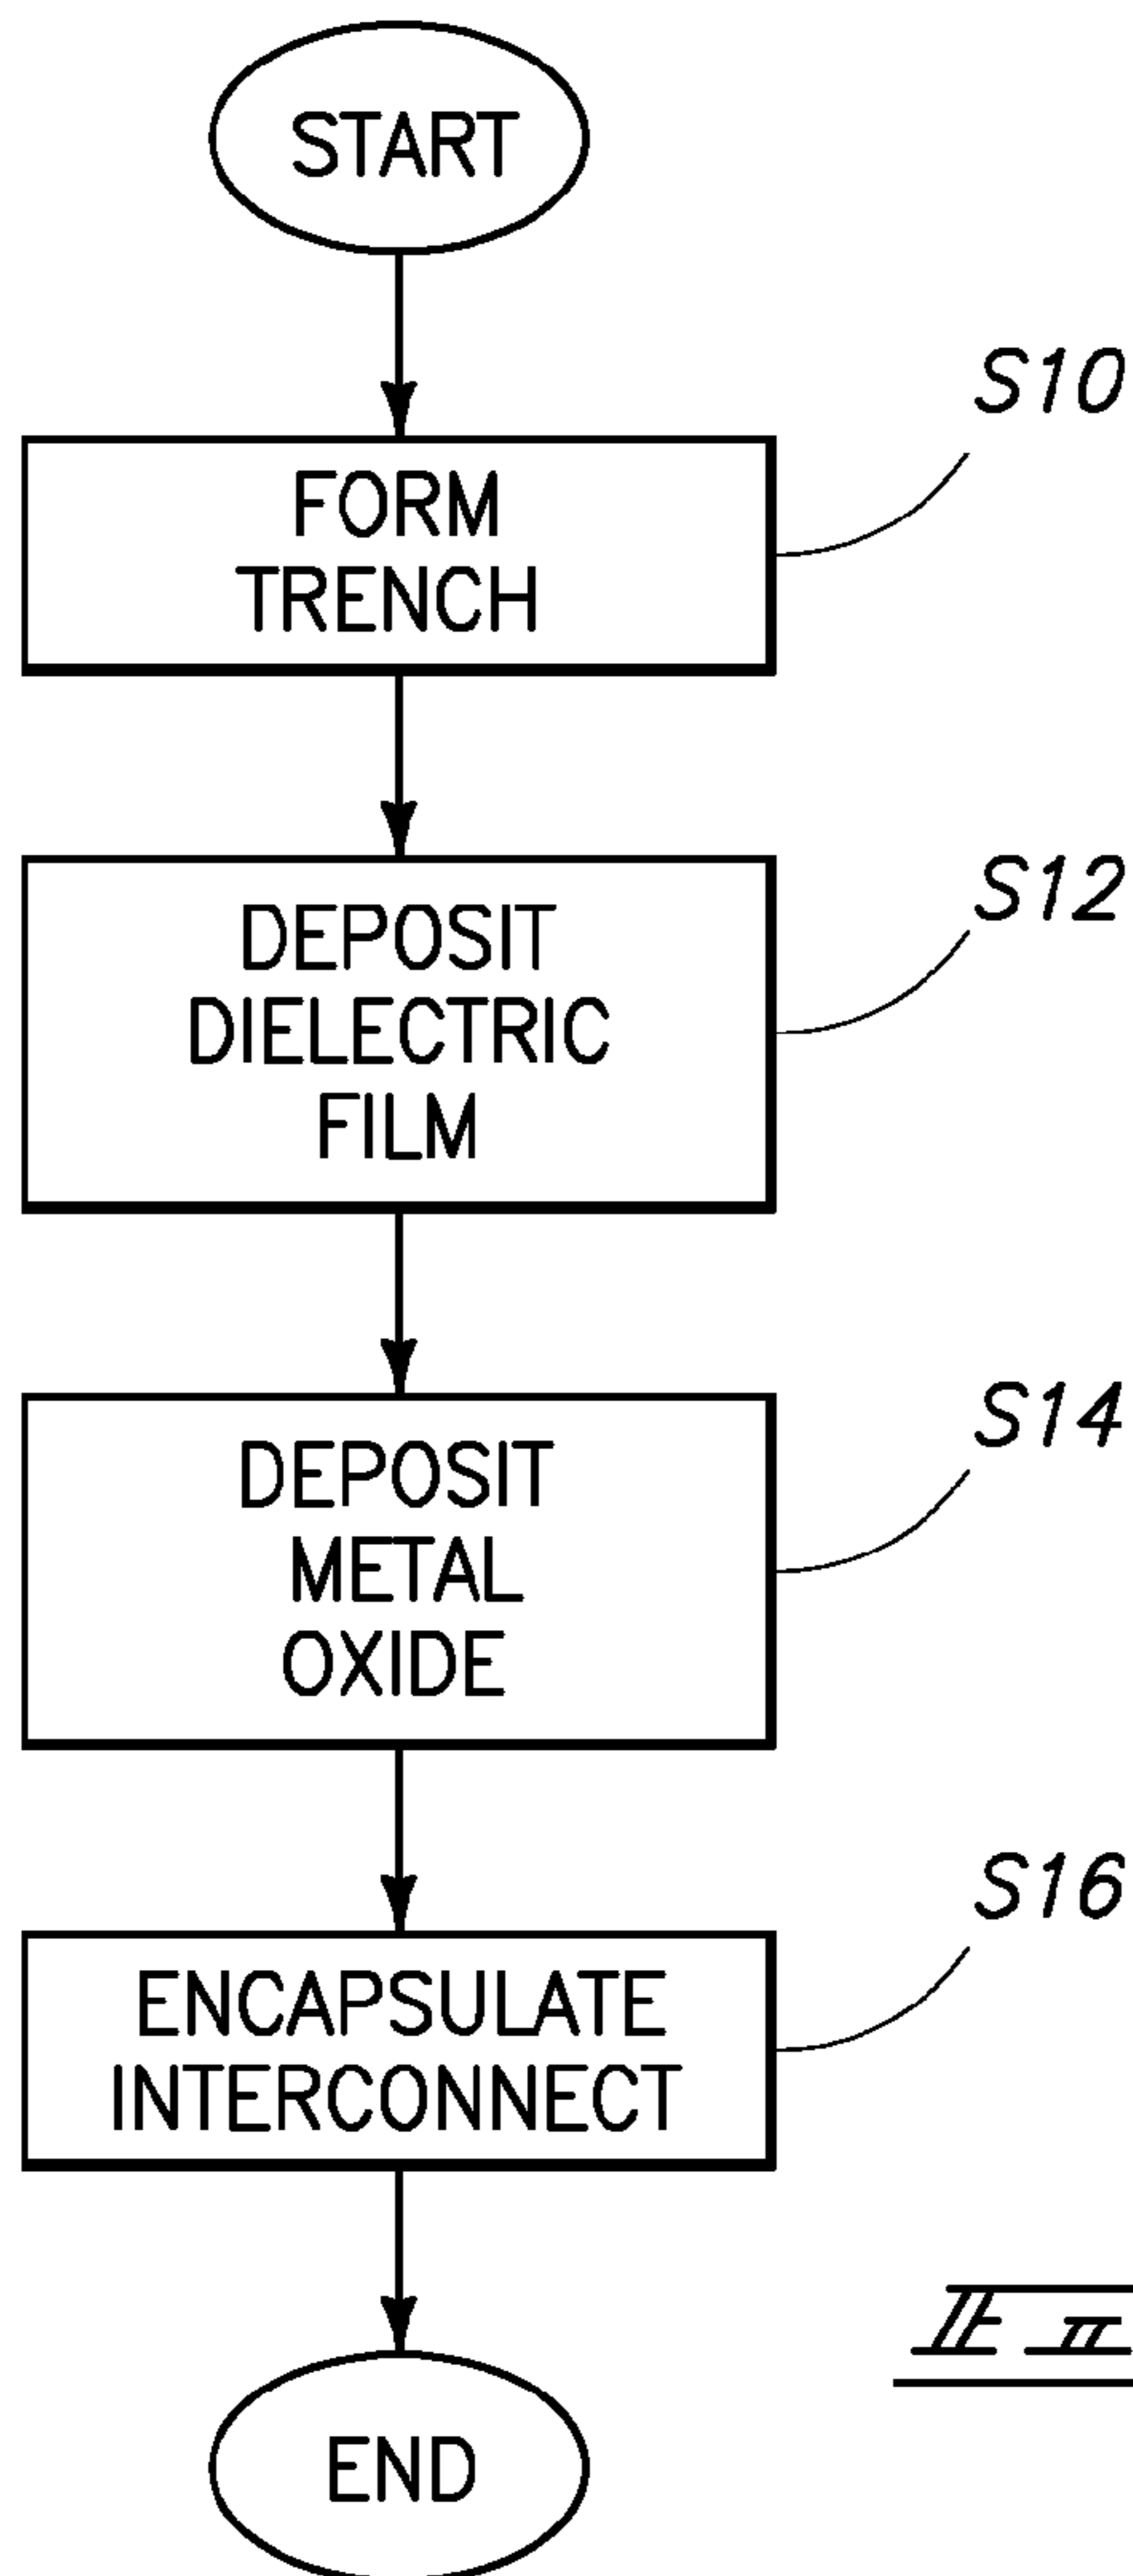 START
S10
FORM
TRENCH
S12
DEPOSIT
DIELECTRIC
FILM
S14
DEPOSIT
METAL
OXIDE
S16
ENCAPSULATE
INTERCONNECT
END